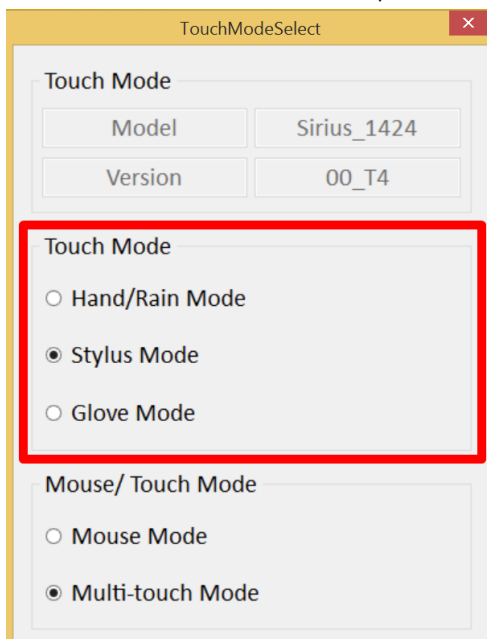 TouchModeSelect
Touch Mode
Model Sirius_1424
Version 00_T4
Touch Mode
Hand/Rain Mode
Stylus Mode
Glove Mode
Mouse/ Touch Mode
Mouse Mode
Multi-touch Mode